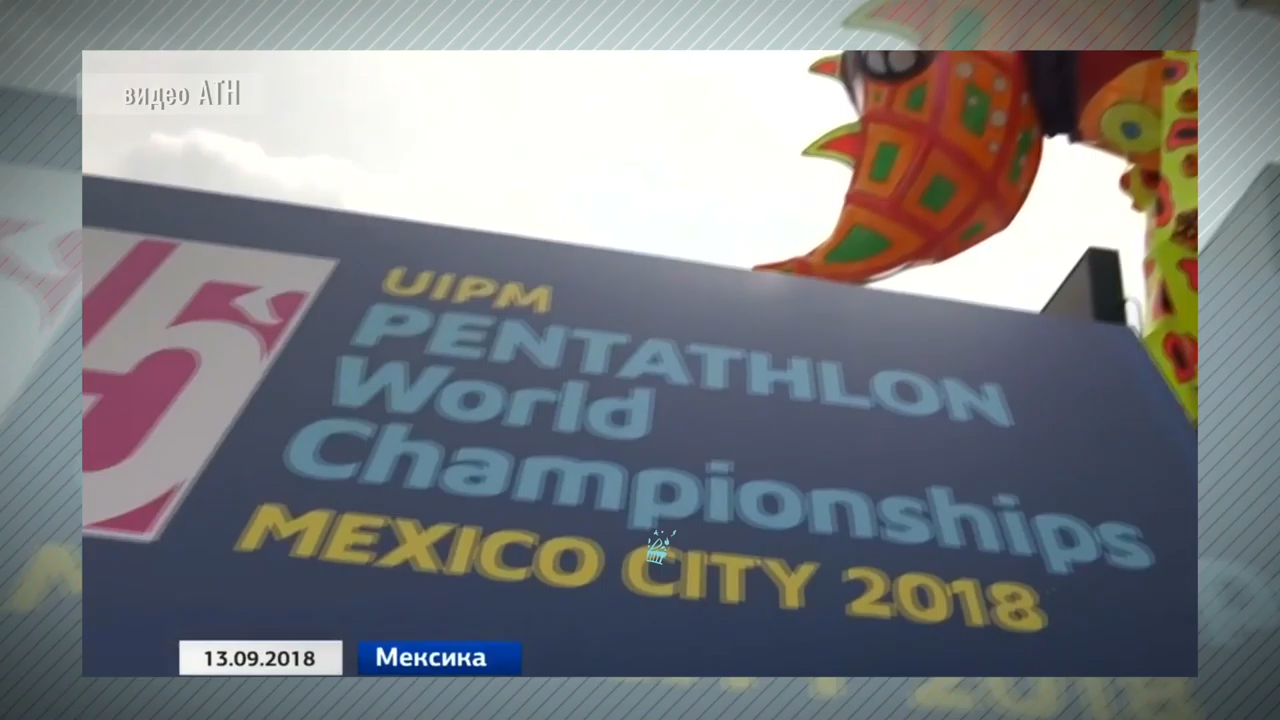 видео АТН
UIPM
PENTATHLON
World
Championships
MEXICO CITY 2018
13.09.2018
Мексика